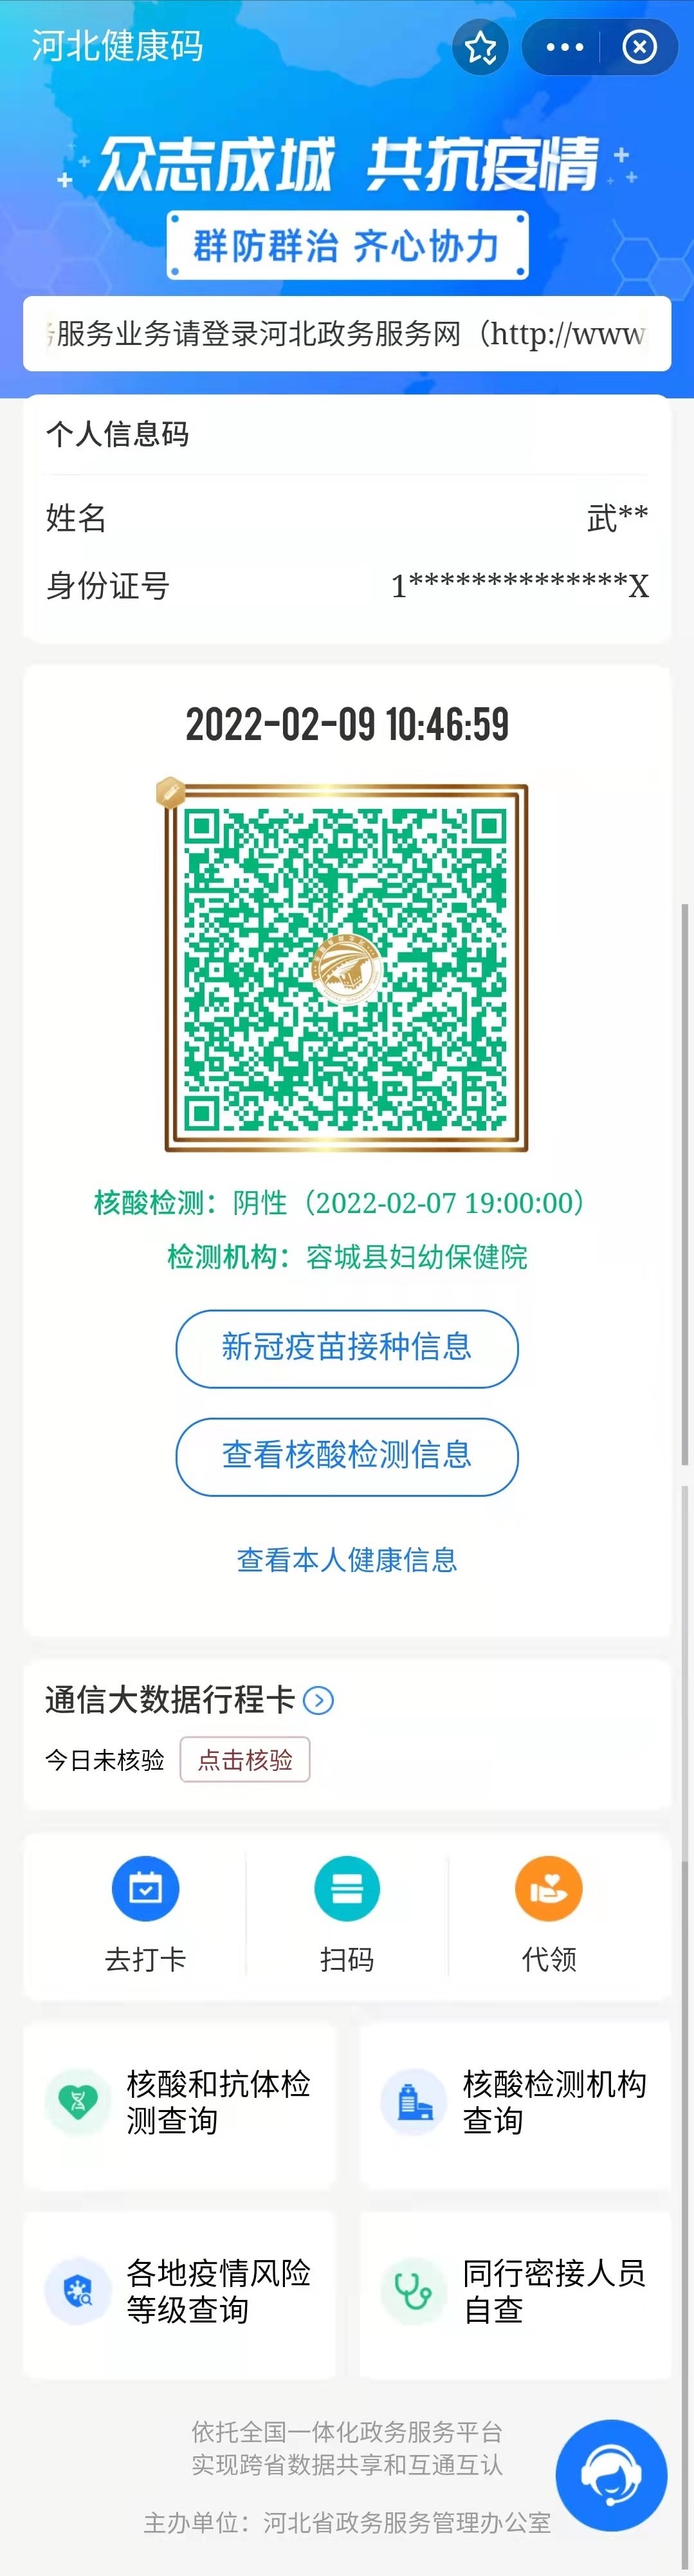 河北健康码
众志成城 共抗疫情
群防群治 齐心协力
服务业务请登录河北政务服务网（http://www
个人信息码
姓名 武**
身份证号 1**************X
2022-02-09 10:46:59
核酸检测：阴性（2022-02-07 19:00:00）
检测机构：容城县妇幼保健院
新冠疫苗接种信息
查看核酸检测信息
查看本人健康信息
通信大数据行程卡
今日未核验 点击核验
去打卡 扫码 代领
核酸和抗体检
测查询
核酸检测机构
查询
各地疫情风险
等级查询
同行密接人员
自查
依托全国一体化政务服务平台
实现跨省数据共享和互通互认
主办单位：河北省政务服务管理办公室